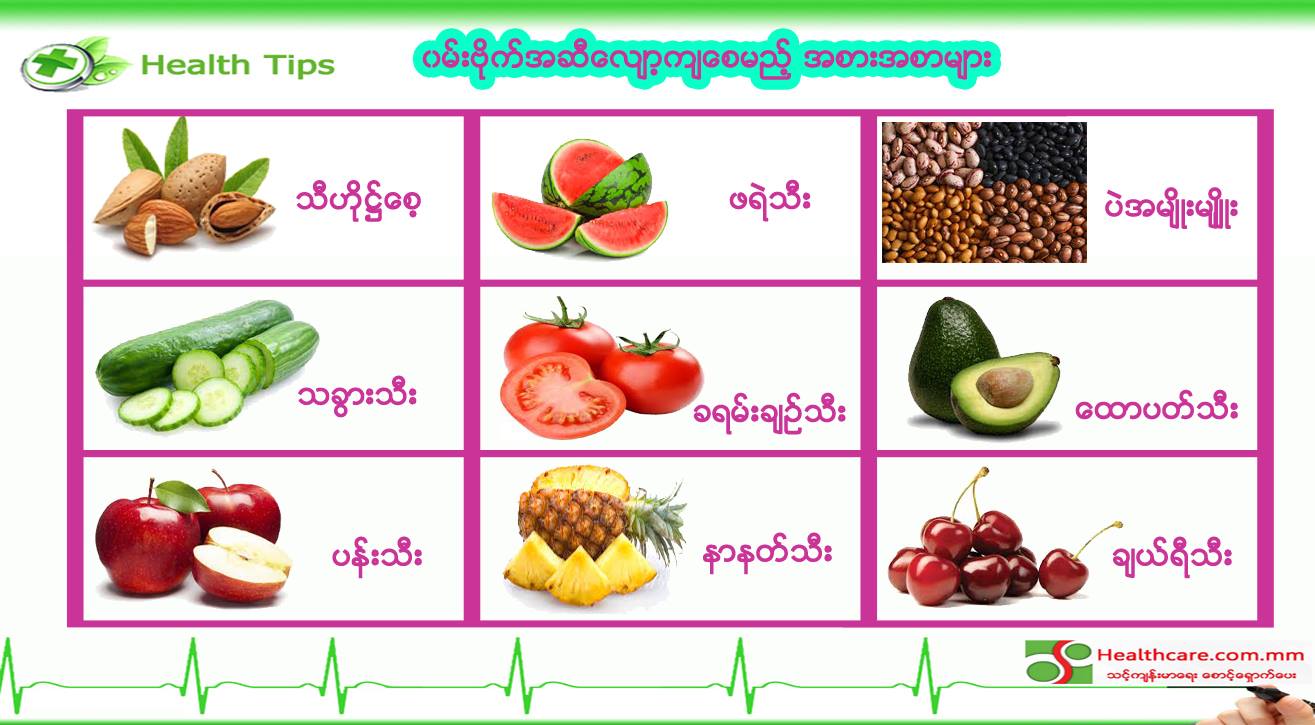 Health Tips
ဝမ်းဗိုက်အဆီလျော့ကျစေမည့် အစားအစာများ
သီဟိုဠ်စေ့
ဖရဲသီး
ပဲအမျိုးမျိုး
သခွားသီး
ခရမ်းချဉ်သီး
ထောပတ်သီး
ပန်းသီး
နာနတ်သီး
ချယ်ရီသီး
Healthcare.com.mm
သင့်ကျန်းမာရေး စောင့်ရှောက်ပေး